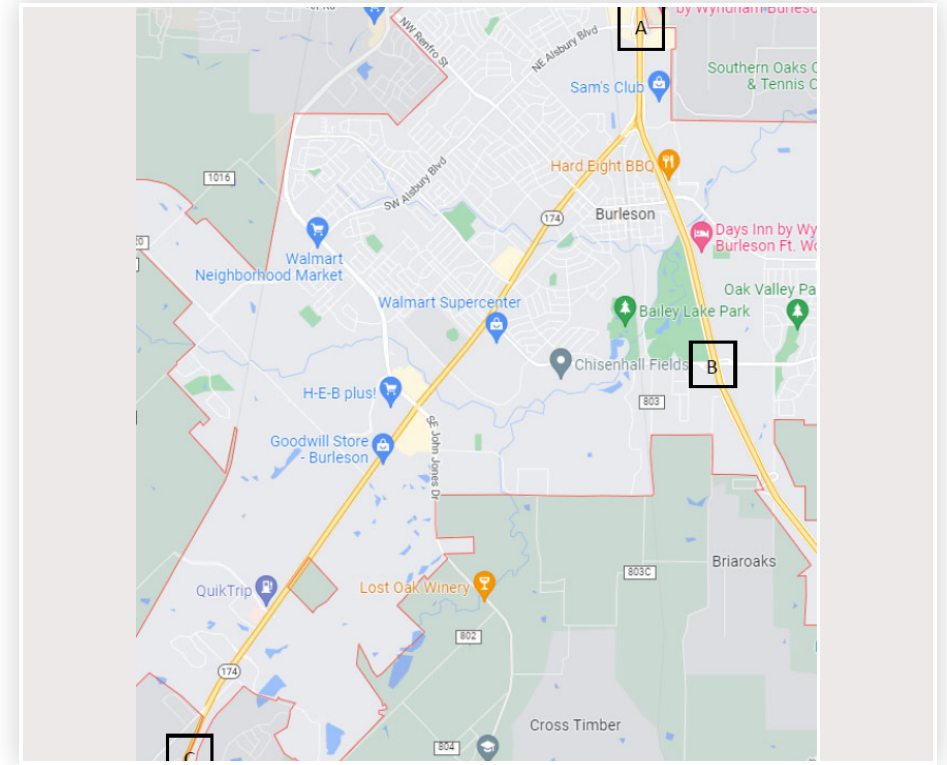 by Wyndham Burleso
A
NW Renfro St
NE Alsbury Blvd
Southern Oaks G
& Tennis C
Sam's Club
Hard Eight BBQ
1016
SW Alsbury Blvd
174
Burleson
Days Inn by Wy
Burleson Ft. Wo
Walmart
Neighborhood Market
Oak Valley Pa
Walmart Supercenter
Bailey Lake Park
Chisenhall Fields
B
H-E-B plus!
803
SE John Jones Dr
Goodwill Store
- Burleson
Briaroaks
803C
QuikTrip
Lost Oak Winery
802
174
Cross Timber
804
C